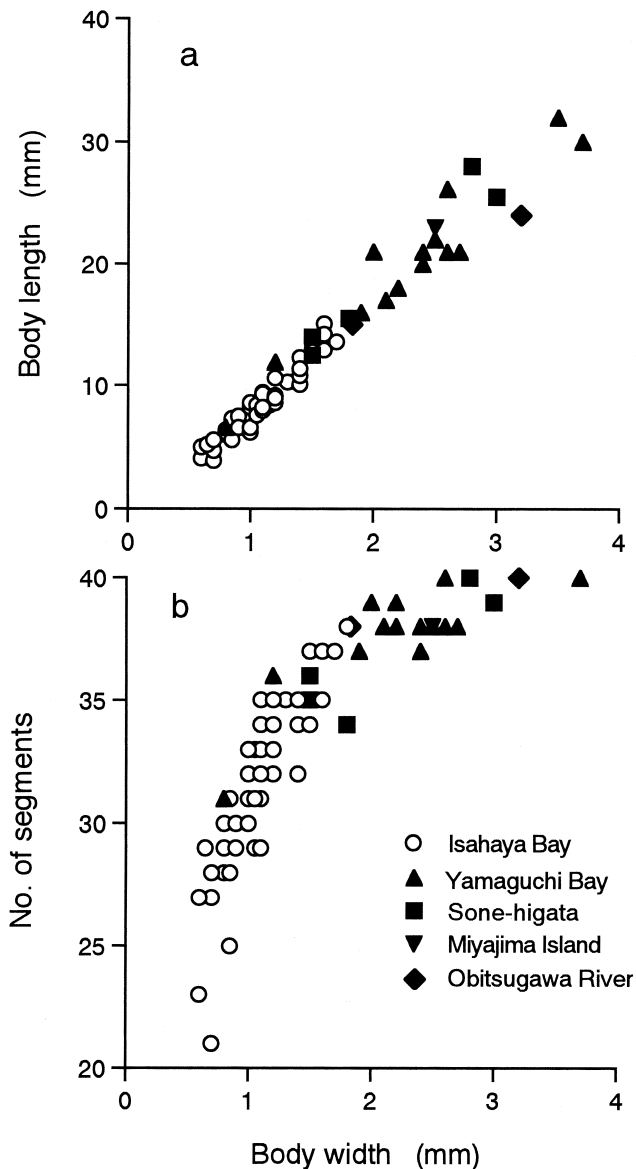 40
a
30
20
10
0
Body length (mm)
0 1 2 3 4
40
b
35
30
25
20
No. of segments
Isahaya Bay
Yamaguchi Bay
Sone-higata
Miyajima Island
Obitsugawa River
0 1 2 3 4
Body width (mm)